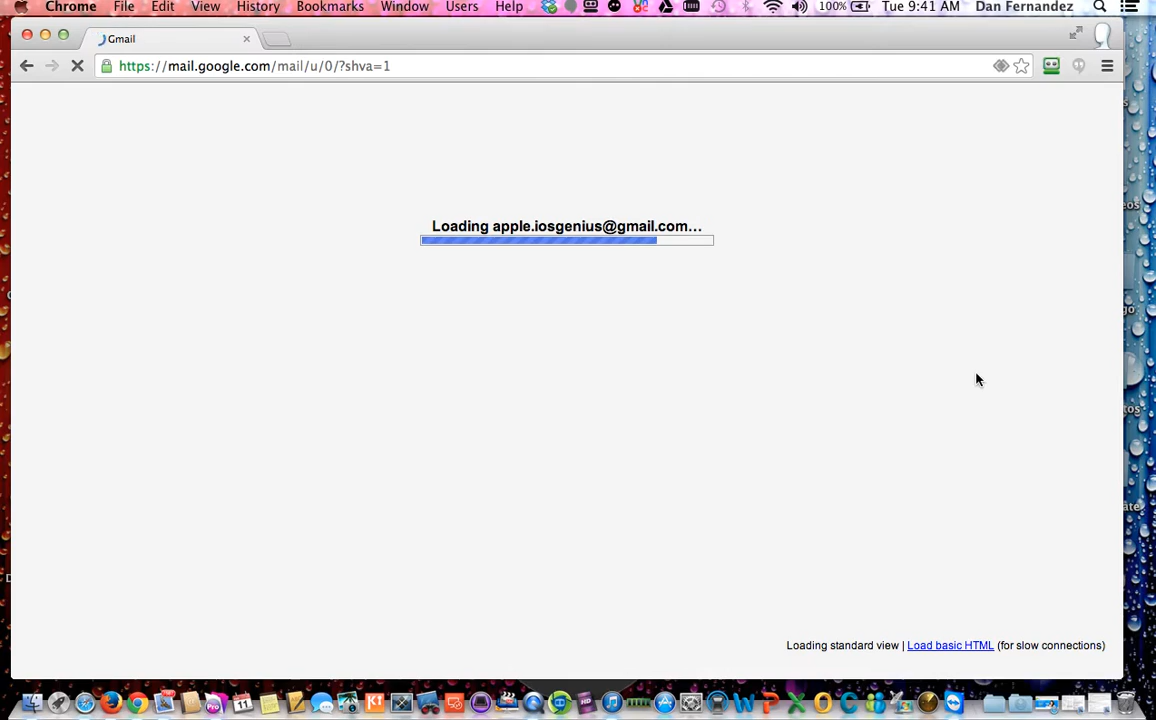 Chrome File Edit View History Bookmarks Window Users Help 100% Tue 9:41 AM Dan Fernandez
Gmail
https://mail.google.com/mail/u/0/?shva=1
Loading apple.iosgenius@gmail.com...
Loading standard view | Load basic HTML (for slow connections)